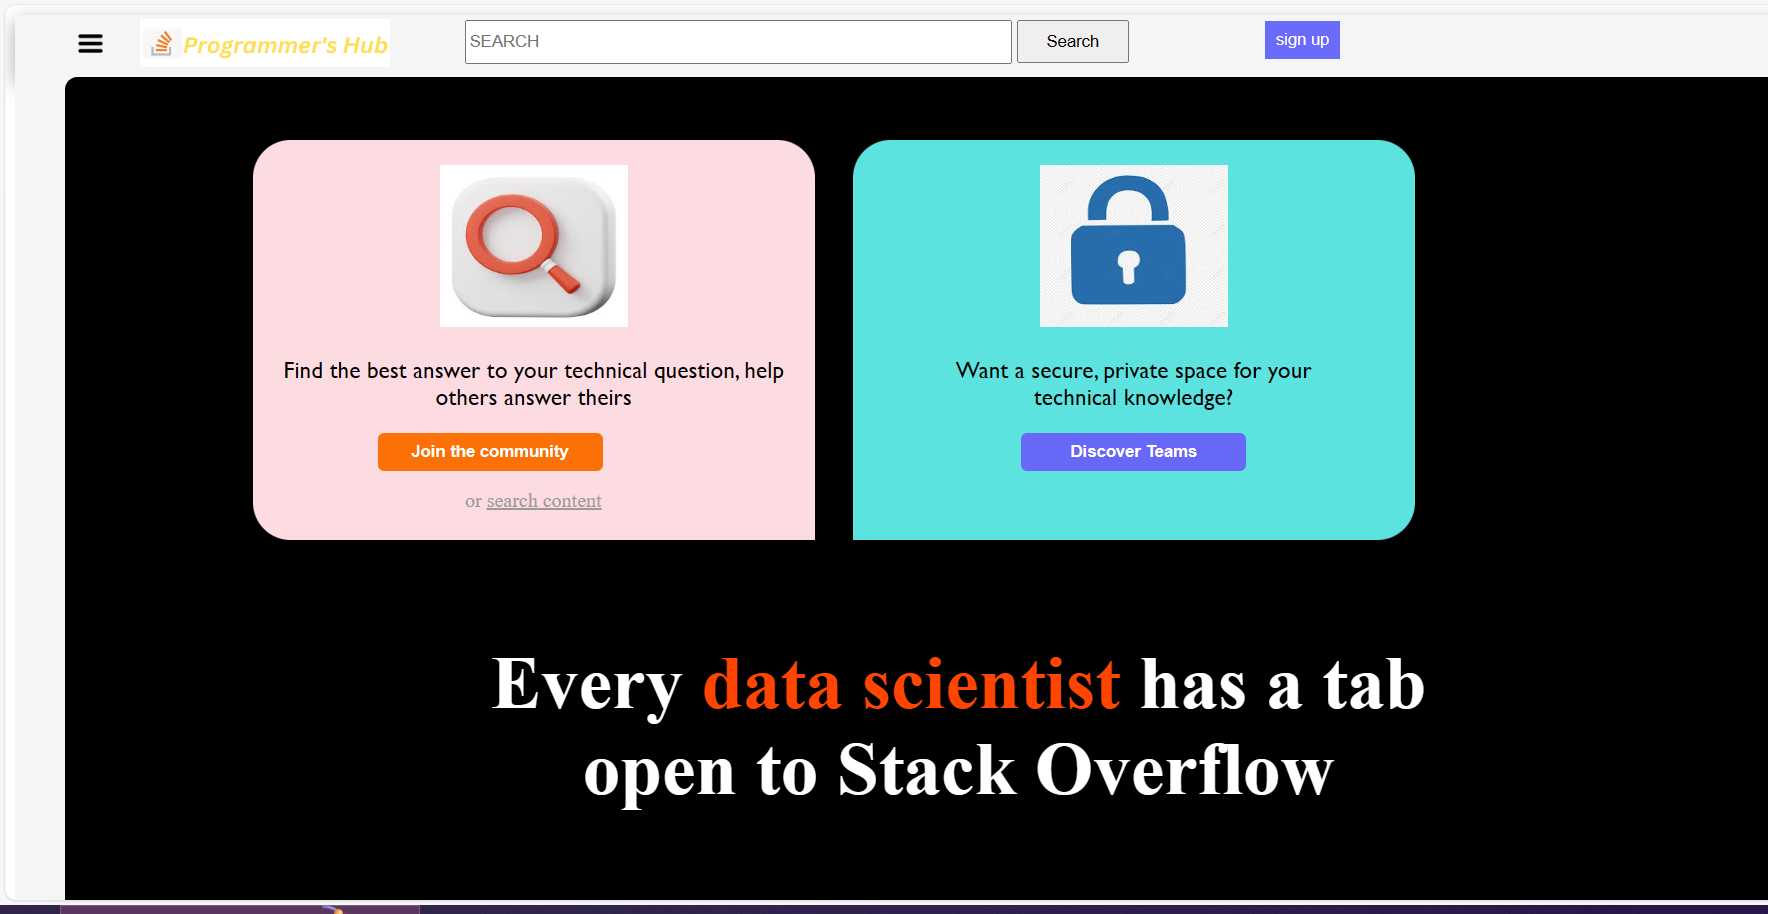 Programmer's Hub
SEARCH
Search
sign up
Find the best answer to your technical question, help
others answer theirs
Join the community
or search content
Want a secure, private space for your
technical knowledge?
Discover Teams
Every data scientist has a tab
open to Stack Overflow